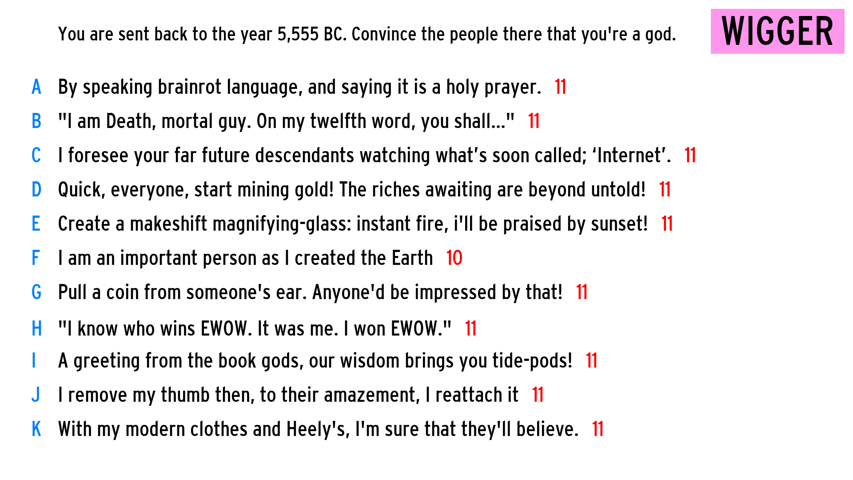 You are sent back to the year 5,555 BC. Convince the people there that you're a god. WIGGER
A By speaking brainrot language, and saying it is a holy prayer. 11
B "I am Death, mortal guy. On my twelfth word, you shall..." 11
C I foresee your far future descendants watching what’s soon called; ‘Internet’. 11
D Quick, everyone, start mining gold! The riches awaiting are beyond untold! 11
E Create a makeshift magnifying-glass: instant fire, i'll be praised by sunset! 11
F I am an important person as I created the Earth 10
G Pull a coin from someone's ear. Anyone'd be impressed by that! 11
H "I know who wins EWOW. It was me. I won EWOW." 11
I A greeting from the book gods, our wisdom brings you tide-pods! 11
J I remove my thumb then, to their amazement, I reattach it 11
K With my modern clothes and Heely's, I'm sure that they'll believe. 11